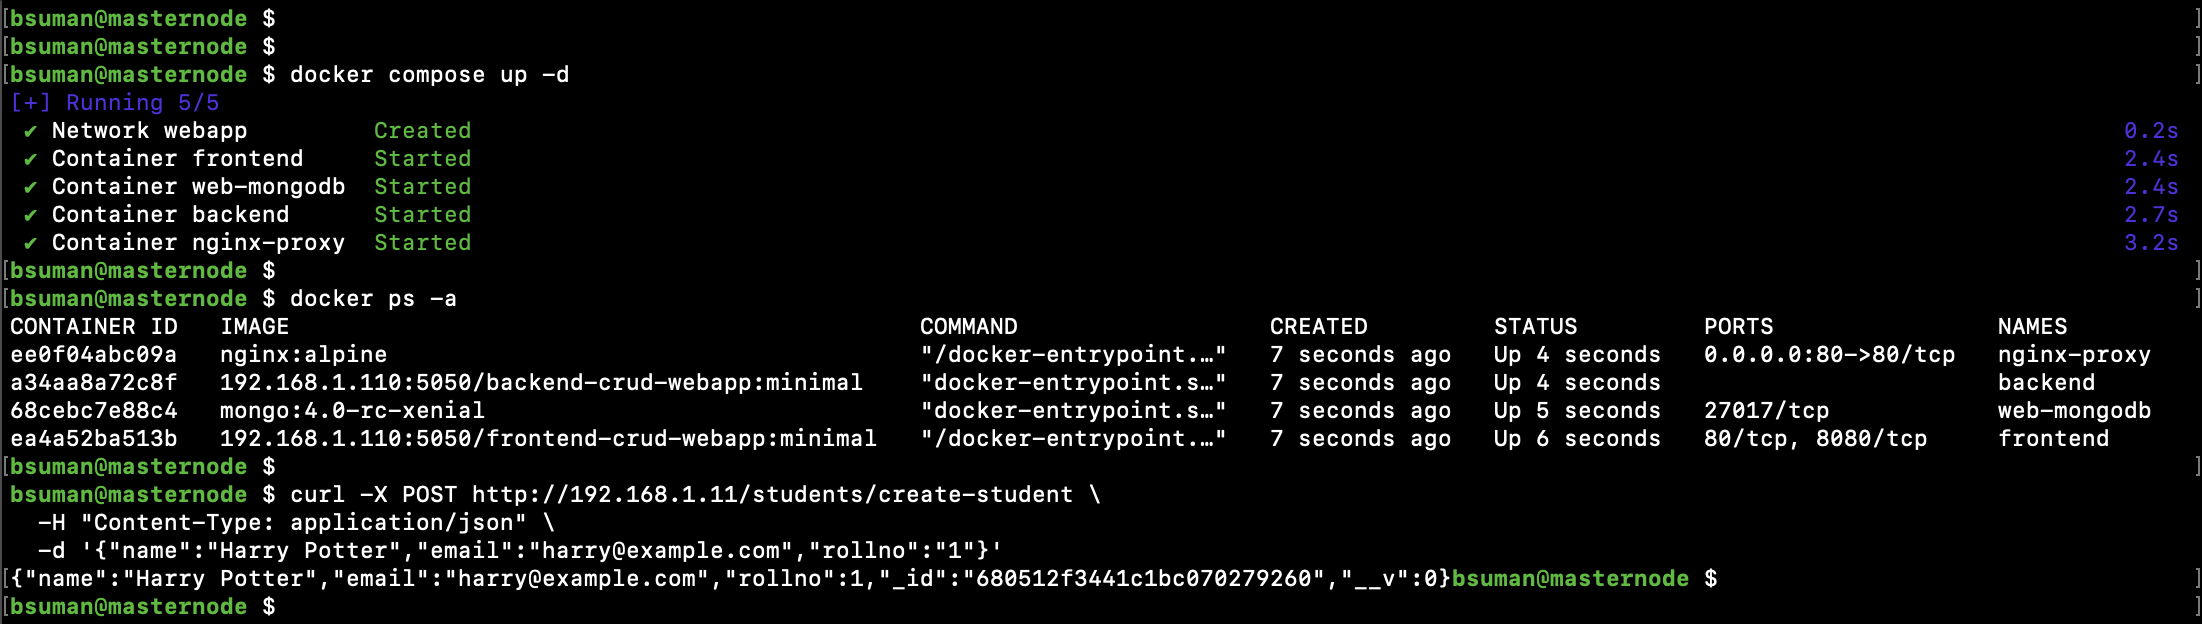 [bsuman@masternode $ ]
[bsuman@masternode $ ]
[bsuman@masternode $ docker compose up -d ]
[+] Running 5/5
✔ Network webapp Created 0.2s
✔ Container frontend Started 2.4s
✔ Container web-mongodb Started 2.4s
✔ Container backend Started 2.7s
✔ Container nginx-proxy Started 3.2s
[bsuman@masternode $ ]
[bsuman@masternode $ docker ps -a ]
CONTAINER ID IMAGE COMMAND CREATED STATUS PORTS NAMES
ee0f04abc09a nginx:alpine "/docker-entrypoint.…" 7 seconds ago Up 4 seconds 0.0.0.0:80->80/tcp nginx-proxy
a34aa8a72c8f 192.168.1.110:5050/backend-crud-webapp:minimal "docker-entrypoint.s…" 7 seconds ago Up 4 seconds backend
68cebc7e88c4 mongo:4.0-rc-xenial "docker-entrypoint.s…" 7 seconds ago Up 5 seconds 27017/tcp web-mongodb
ea4a52ba513b 192.168.1.110:5050/frontend-crud-webapp:minimal "/docker-entrypoint.…" 7 seconds ago Up 6 seconds 80/tcp, 8080/tcp frontend
[bsuman@masternode $ ]
bsuman@masternode $ curl -X POST http://192.168.1.11/students/create-student \
-H "Content-Type: application/json" \
-d '{"name":"Harry Potter","email":"harry@example.com","rollno":"1"}'
[{"name":"Harry Potter","email":"harry@example.com","rollno":1,"_id":"680512f3441c1bc070279260","__v":0}bsuman@masternode $ ]
[bsuman@masternode $ ]